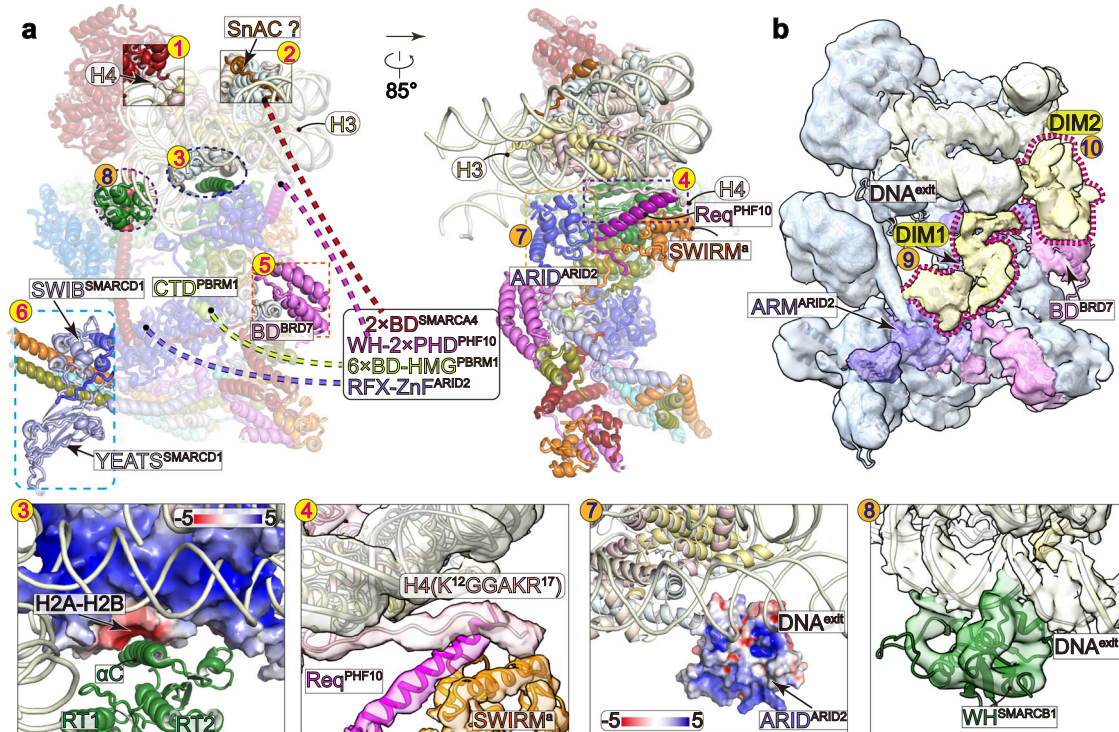 a
1
SnAC ?
2
H4
H3
3
8
SWIB^SMARCD1
CTD^PBRM1
5
6
BD^BRD7
YEATS^SMARCD1
2×BD^SMARCA4
WH-2×PHD^PHF10
6×BD-HMG^PBRM1
RFX-ZnF^ARID2
85°
H3
4
H4
Req^PHF10
7
SWIRM^a
ARID^ARID2
b
DIM2
10
DNA^exit
DIM1
9
BD^BRD7
ARM^ARID2
3
-5 5
H2A-H2B
αC
RT1
RT2
4
H4(K^12GGAKR^17)
Req^PHF10
SWIRM^a
7
DNA^exit
-5 5
ARID^ARID2
8
DNA^exit
WH^SMARCB1